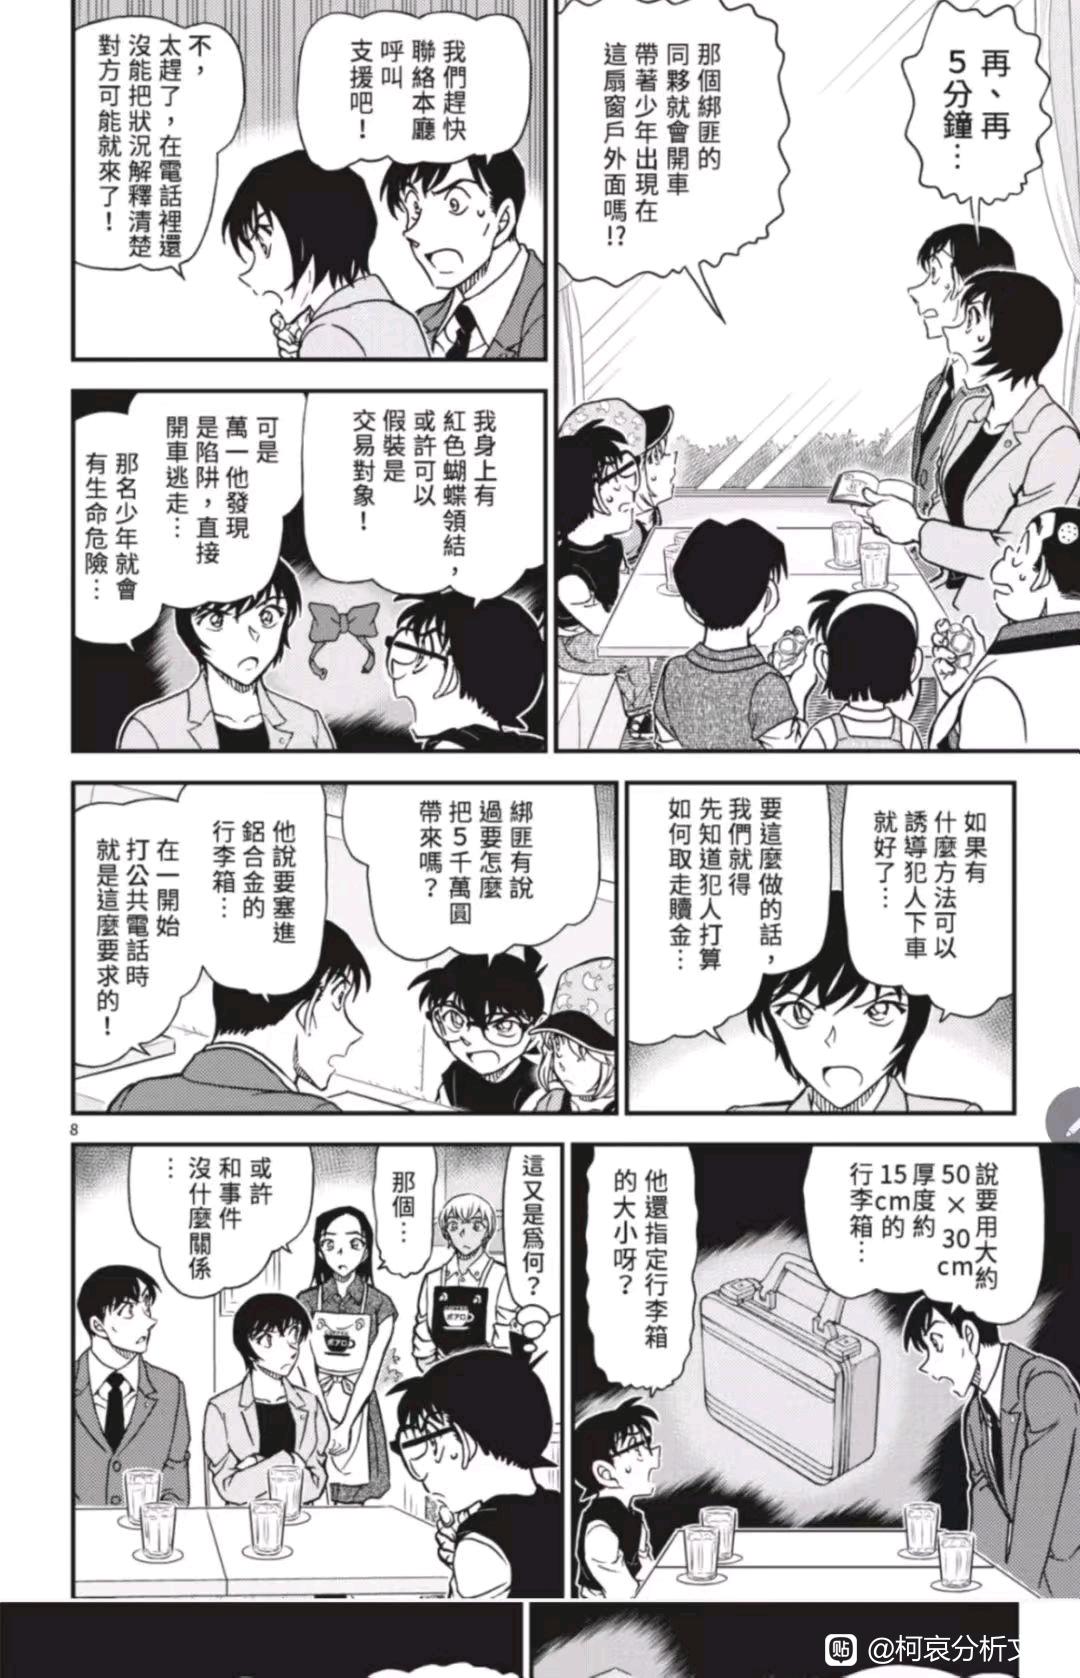 再、再
5分鐘…
那個綁匪的
同夥就會開車
帶著少年出現在
這扇窗戶外面嗎!?
我們趕快
聯絡本廳
呼叫
支援吧！
不，
太趕了，在電話裡還
沒能把狀況解釋清楚
對方可能就來了！
我身上有
紅色蝴蝶領結，
或許可以
假裝是
交易對象！
可是
萬一他發現
是陷阱，直接
開車逃走…
那名少年就會
有生命危險…
如果有
什麼方法可以
誘導犯人下車
就好了…
要這麼做的話，
我們就得
先知道犯人打算
如何取走贖金…
綁匪有說
過要怎麼
把5千萬圓
帶來嗎？
他說要塞進
鋁合金的
行李箱…
在一開始
打公共電話時
就是這麼要求的！
8
說要用大約
50×30cm
厚度約
15cm的
行李箱…
他還指定行李箱
的大小呀？
這又是為何？
那個…
或許
和事件
沒什麼關係
…
ポアロ
ポアロ
貼 @柯哀分析文